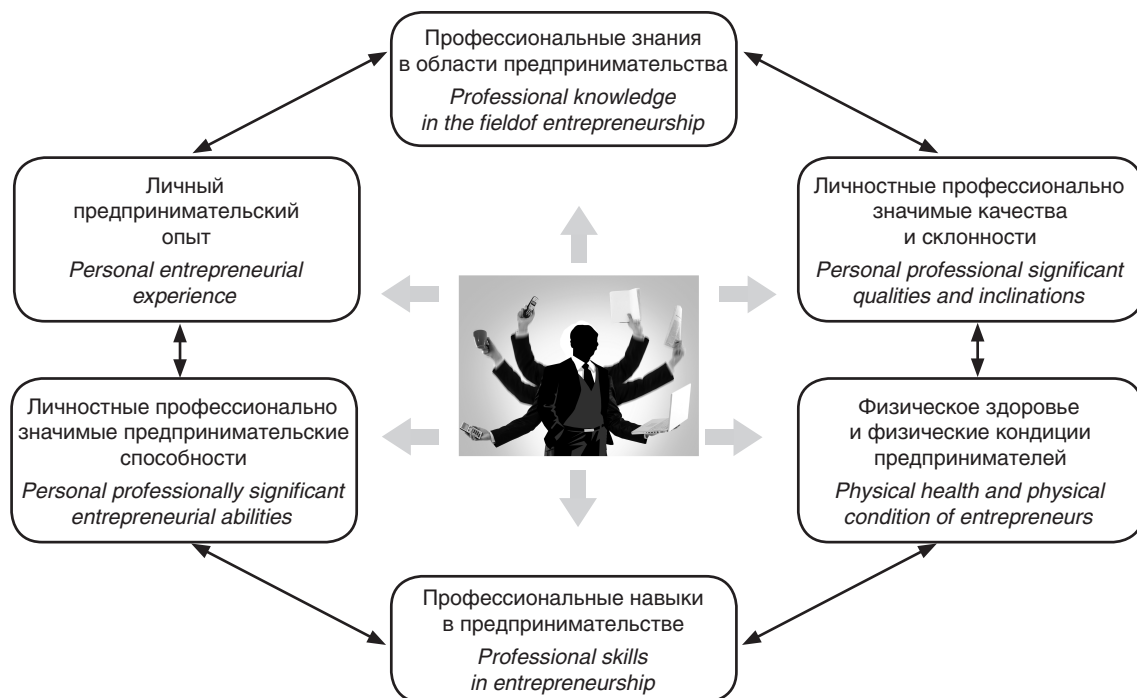 Профессиональные знания
в области предпринимательства
Professional knowledge
in the fieldof entrepreneurship
Личный
предпринимательский
опыт
Personal entrepreneurial
experience
Личностные профессионально
значимые качества
и склонности
Personal professional significant
qualities and inclinations
Личностные профессионально
значимые предпринимательские
способности
Personal professionally significant
entrepreneurial abilities
Физическое здоровье
и физические кондиции
предпринимателей
Physical health and physical
condition of entrepreneurs
Профессиональные навыки
в предпринимательстве
Professional skills
in entrepreneurship